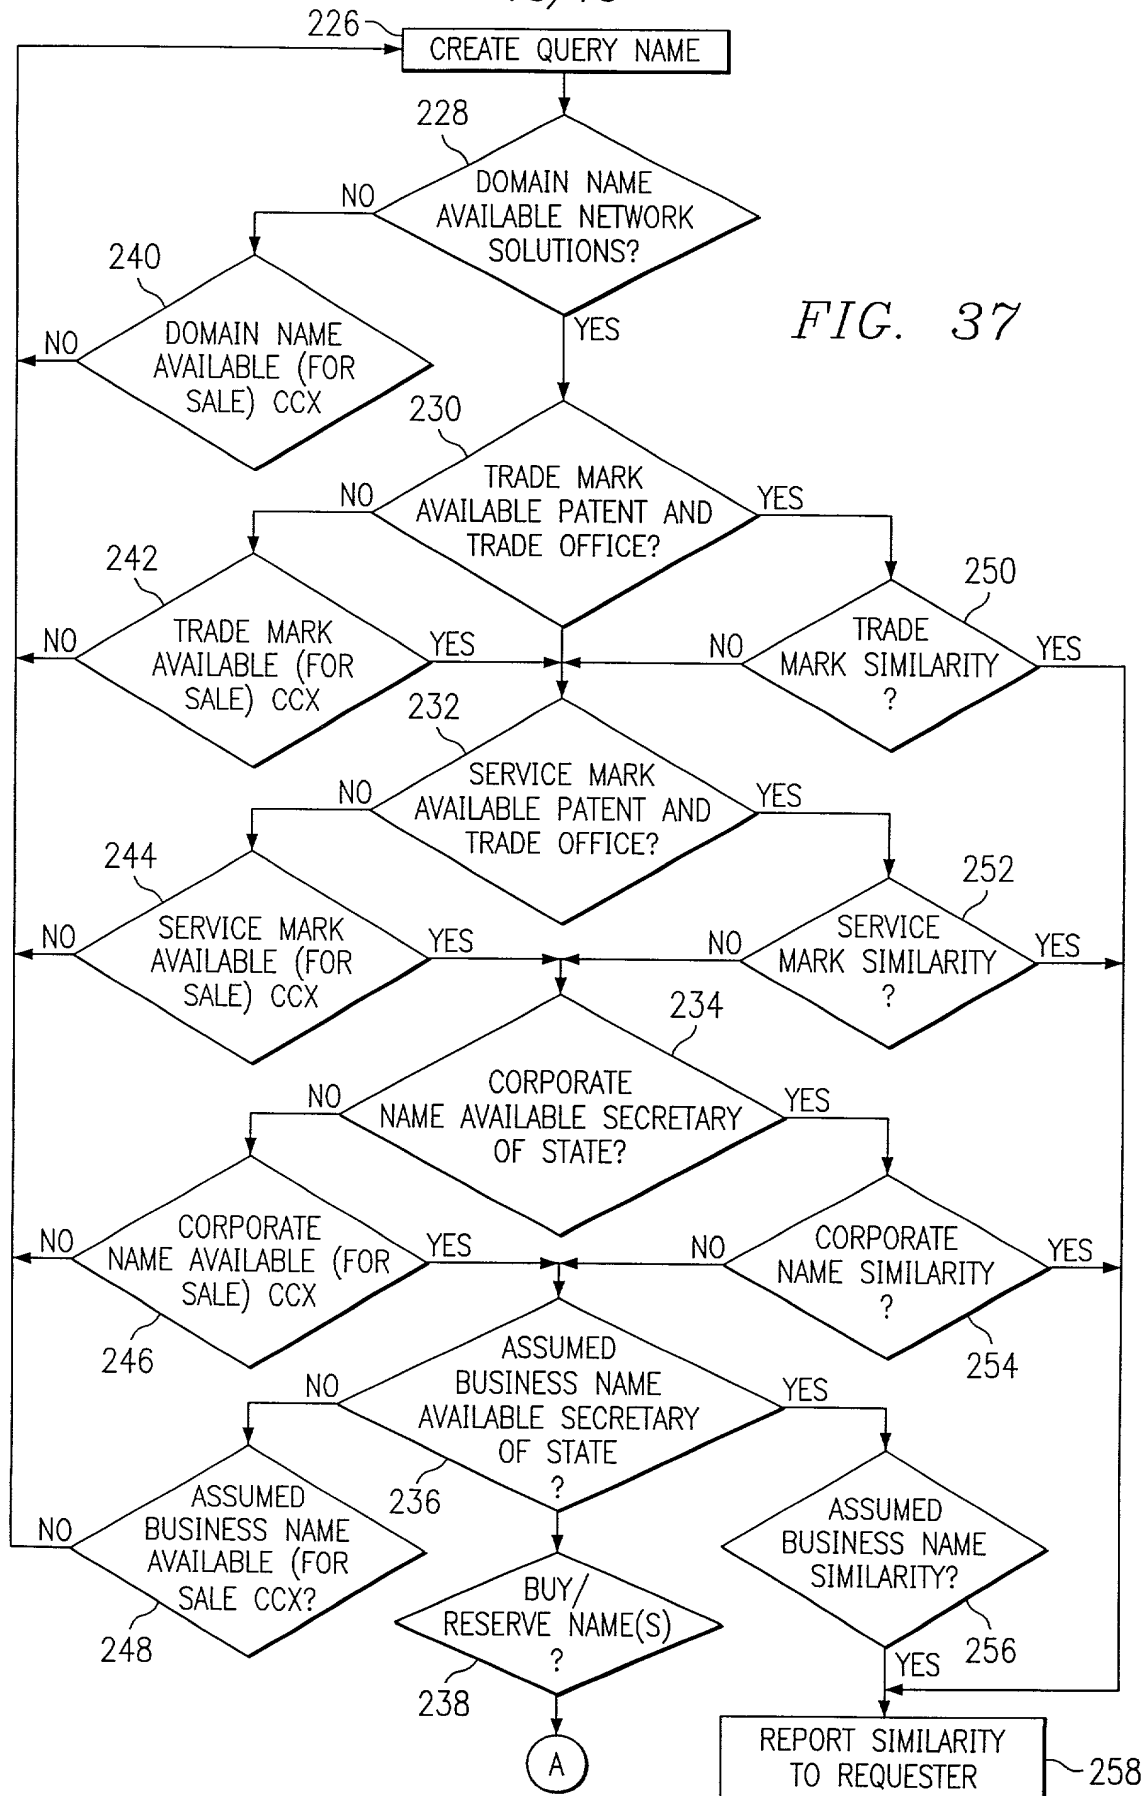 226
CREATE QUERY NAME
228
NO
DOMAIN NAME
AVAILABLE NETWORK
SOLUTIONS?
YES
240
NO
DOMAIN NAME
AVAILABLE (FOR
SALE) CCX
FIG. 37
230
NO
TRADE MARK
AVAILABLE PATENT AND
TRADE OFFICE?
YES
242
NO
TRADE MARK
AVAILABLE (FOR
SALE) CCX
YES
250
NO
TRADE
MARK SIMILARITY
?
YES
232
NO
SERVICE MARK
AVAILABLE PATENT AND
TRADE OFFICE?
YES
244
NO
SERVICE MARK
AVAILABLE (FOR
SALE) CCX
YES
252
NO
SERVICE
MARK SIMILARITY
?
YES
234
NO
CORPORATE
NAME AVAILABLE SECRETARY
OF STATE?
YES
NO
CORPORATE
NAME AVAILABLE (FOR
SALE) CCX
YES
246
NO
CORPORATE
NAME SIMILARITY
?
YES
254
NO
ASSUMED
BUSINESS NAME
AVAILABLE SECRETARY
OF STATE
?
YES
236
NO
ASSUMED
BUSINESS NAME
AVAILABLE (FOR
SALE CCX?
248
BUY/
RESERVE NAME(S)
?
238
ASSUMED
BUSINESS NAME
SIMILARITY?
256
YES
A
REPORT SIMILARITY
TO REQUESTER
258